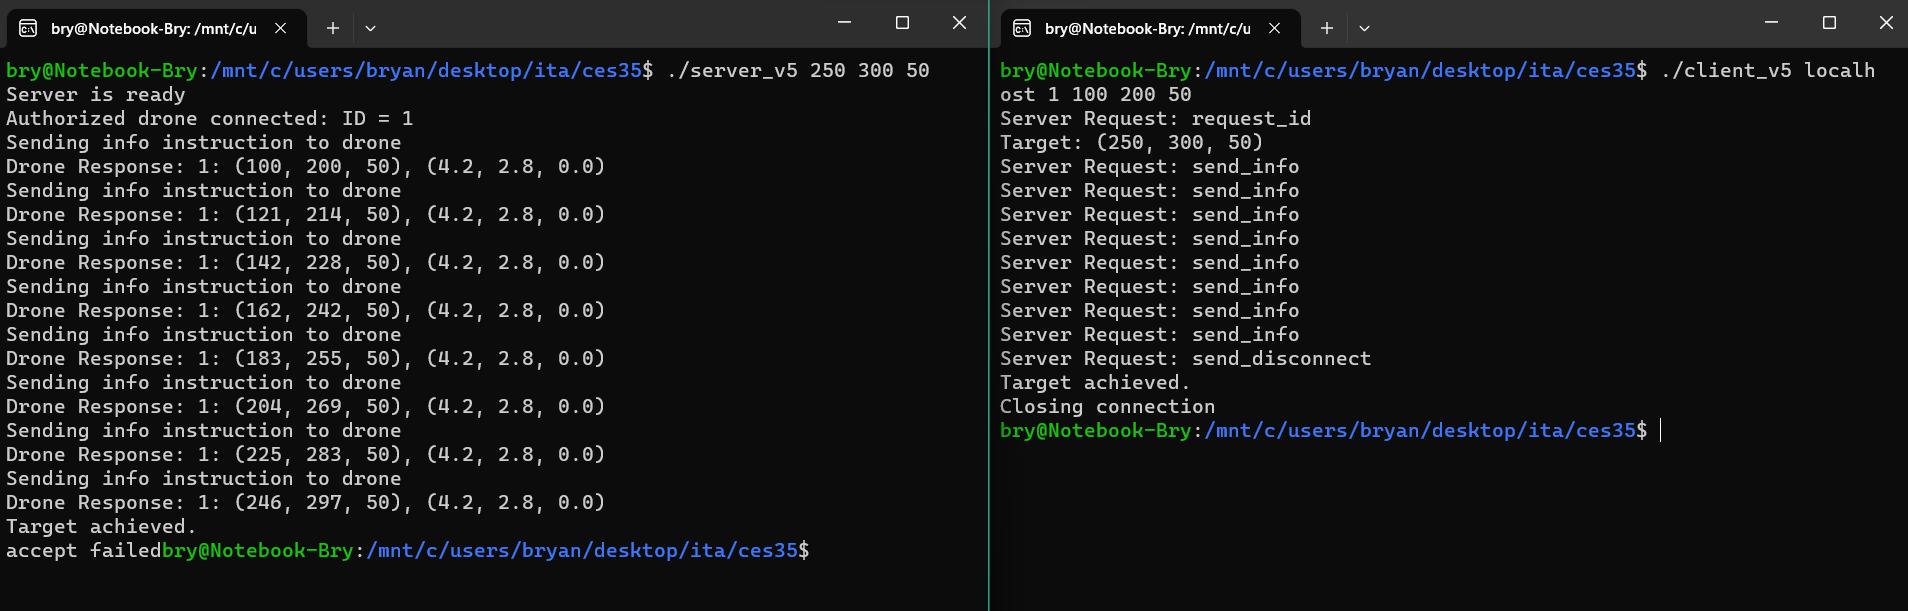 bry@Notebook-Bry: /mnt/c/u
bry@Notebook-Bry:/mnt/c/users/bryan/desktop/ita/ces35$ ./server_v5 250 300 50
Server is ready
Authorized drone connected: ID = 1
Sending info instruction to drone
Drone Response: 1: (100, 200, 50), (4.2, 2.8, 0.0)
Sending info instruction to drone
Drone Response: 1: (121, 214, 50), (4.2, 2.8, 0.0)
Sending info instruction to drone
Drone Response: 1: (142, 228, 50), (4.2, 2.8, 0.0)
Sending info instruction to drone
Drone Response: 1: (162, 242, 50), (4.2, 2.8, 0.0)
Sending info instruction to drone
Drone Response: 1: (183, 255, 50), (4.2, 2.8, 0.0)
Sending info instruction to drone
Drone Response: 1: (204, 269, 50), (4.2, 2.8, 0.0)
Sending info instruction to drone
Drone Response: 1: (225, 283, 50), (4.2, 2.8, 0.0)
Sending info instruction to drone
Drone Response: 1: (246, 297, 50), (4.2, 2.8, 0.0)
Target achieved.
accept failedbry@Notebook-Bry:/mnt/c/users/bryan/desktop/ita/ces35$
bry@Notebook-Bry: /mnt/c/u
bry@Notebook-Bry:/mnt/c/users/bryan/desktop/ita/ces35$ ./client_v5 localh
ost 1 100 200 50
Server Request: request_id
Target: (250, 300, 50)
Server Request: send_info
Server Request: send_info
Server Request: send_info
Server Request: send_info
Server Request: send_info
Server Request: send_info
Server Request: send_info
Server Request: send_info
Server Request: send_disconnect
Target achieved.
Closing connection
bry@Notebook-Bry:/mnt/c/users/bryan/desktop/ita/ces35$